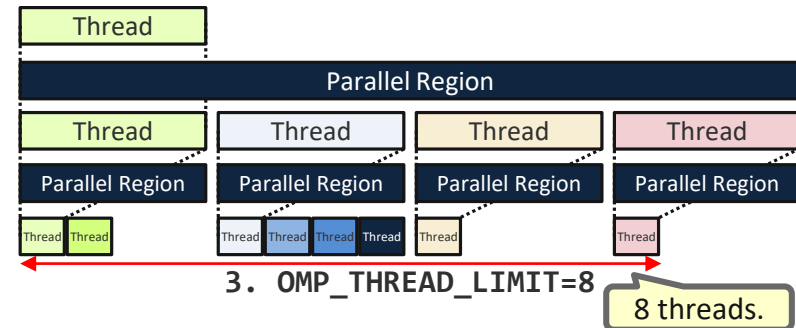 Thread
Parallel Region
Thread Thread Thread Thread
Parallel Region Parallel Region Parallel Region Parallel Region
Thread Thread Thread Thread Thread Thread Thread Thread
3. OMP_THREAD_LIMIT=8
8 threads.